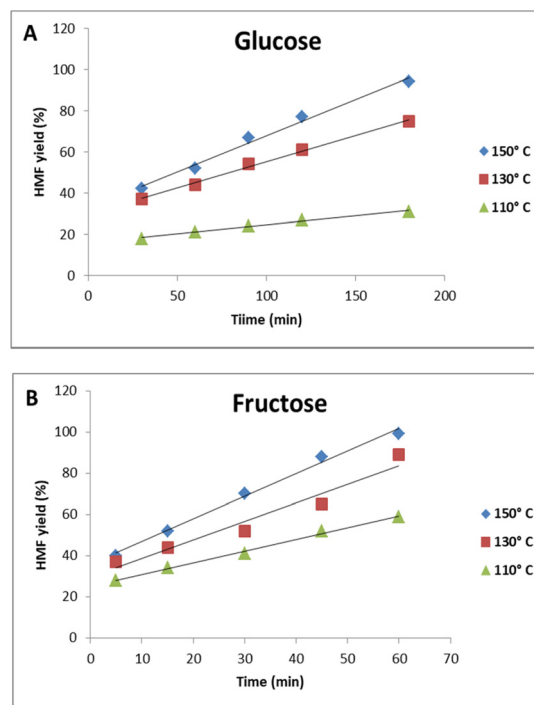 A
Glucose
120
100
80
60
40
20
0
HMF yield (%)
0 50 100 150 200
Tiime (min)
150° C
130° C
110° C
B
Fructose
120
100
80
60
40
20
0
HMF yield (%)
0 10 20 30 40 50 60 70
Time (min)
150° C
130° C
110° C